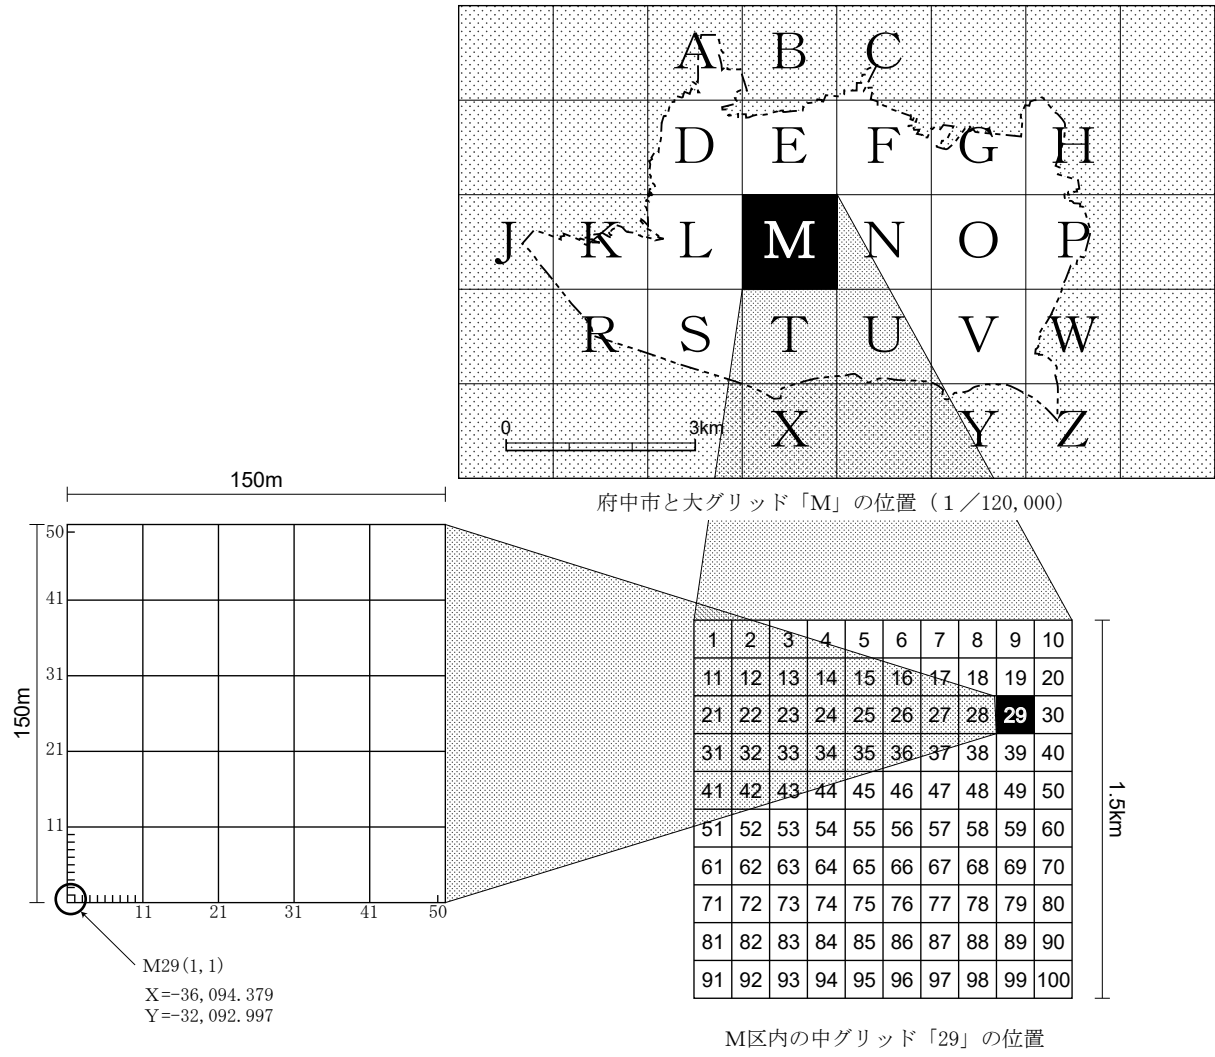 A B C
D E F G H
J K L M N O P
R S T U V W
X Y Z
0 3km
府中市と大グリッド「M」の位置（１／120,000）
150m
150m
50
41
31
21
11
11 21 31 41 50
M29(1,1)
X=-36,094.379
Y=-32,092.997
1 2 3 4 5 6 7 8 9 10
11 12 13 14 15 16 17 18 19 20
21 22 23 24 25 26 27 28 29 30
31 32 33 34 35 36 37 38 39 40
41 42 43 44 45 46 47 48 49 50
51 52 53 54 55 56 57 58 59 60
61 62 63 64 65 66 67 68 69 70
71 72 73 74 75 76 77 78 79 80
81 82 83 84 85 86 87 88 89 90
91 92 93 94 95 96 97 98 99 100
1.5km
M区内の中グリッド「29」の位置